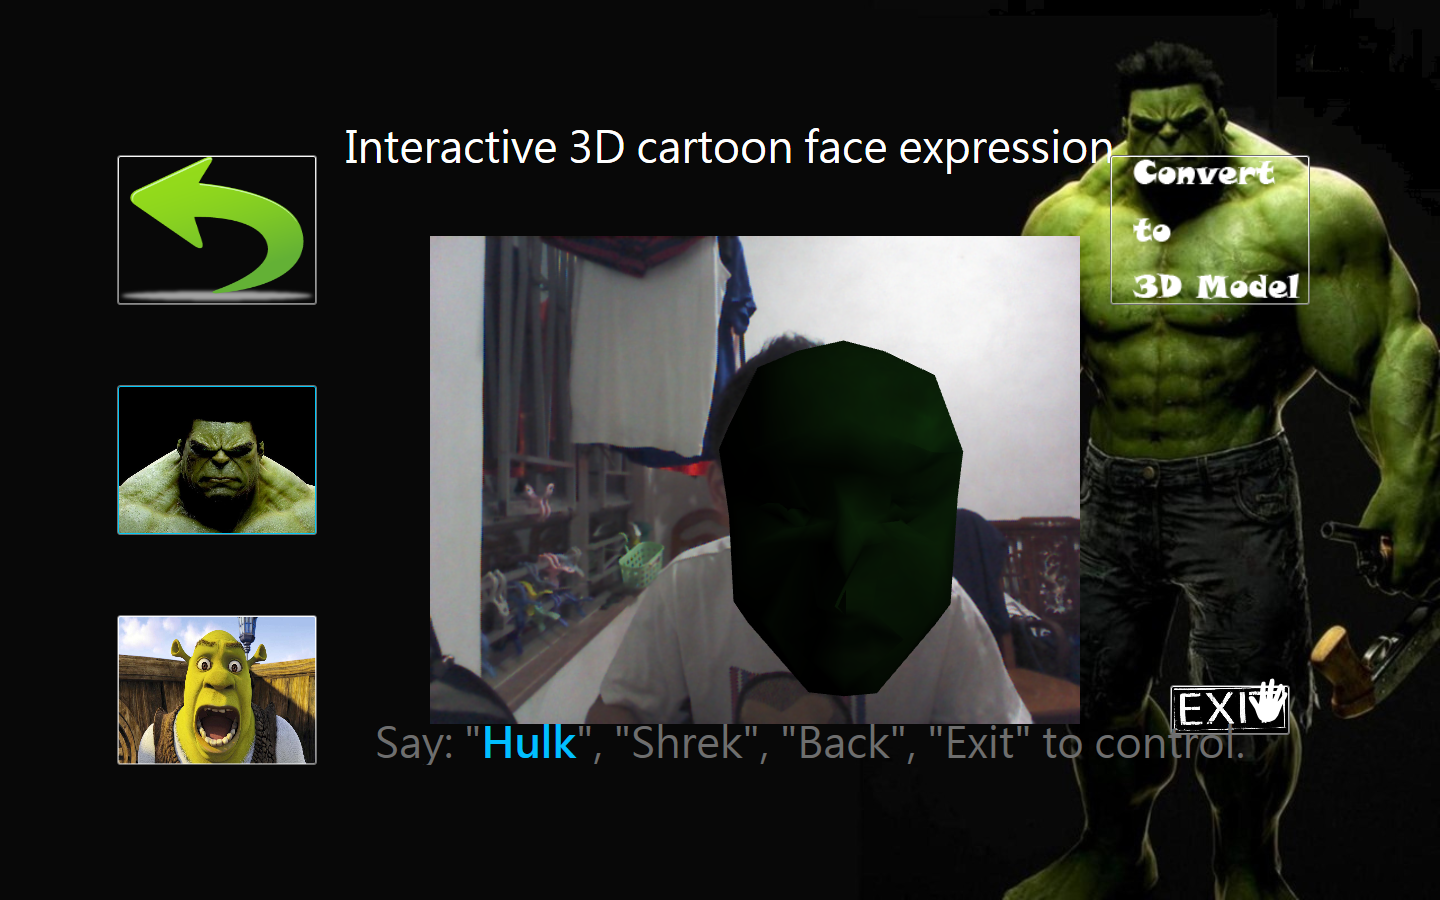 Interactive 3D cartoon face expression
Convert
to
3D Model
EXIT
Say: "Hulk", "Shrek", "Back", "Exit" to control.